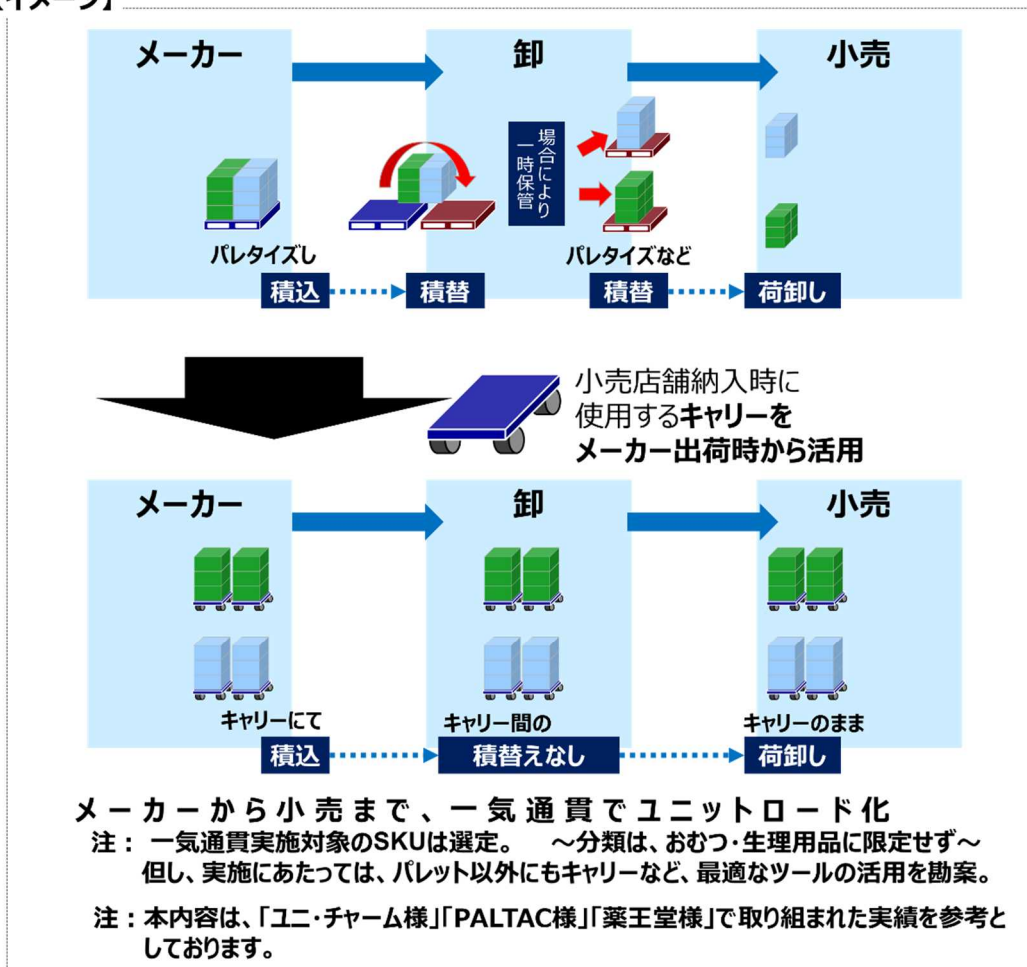 【イメージ】
メーカー
卸
小売
場合により
一時保管
パレタイズし
パレタイズなど
積込
積替
積替
荷卸し
小売店舗納入時に
使用するキャリーを
メーカー出荷時から活用
メーカー
卸
小売
キャリーにて
キャリー間の
キャリーのまま
積込
積替えなし
荷卸し
メーカーから小売まで、一気通貫でユニットロード化
注： 一気通貫実施対象のSKUは選定。 ～分類は、おむつ・生理用品に限定せず～
但し、実施にあたっては、パレット以外にもキャリーなど、最適なツールの活用を勘案。
注：本内容は、「ユニ・チャーム様」「PALTAC様」「薬王堂様」で取り組まれた実績を参考と
しております。